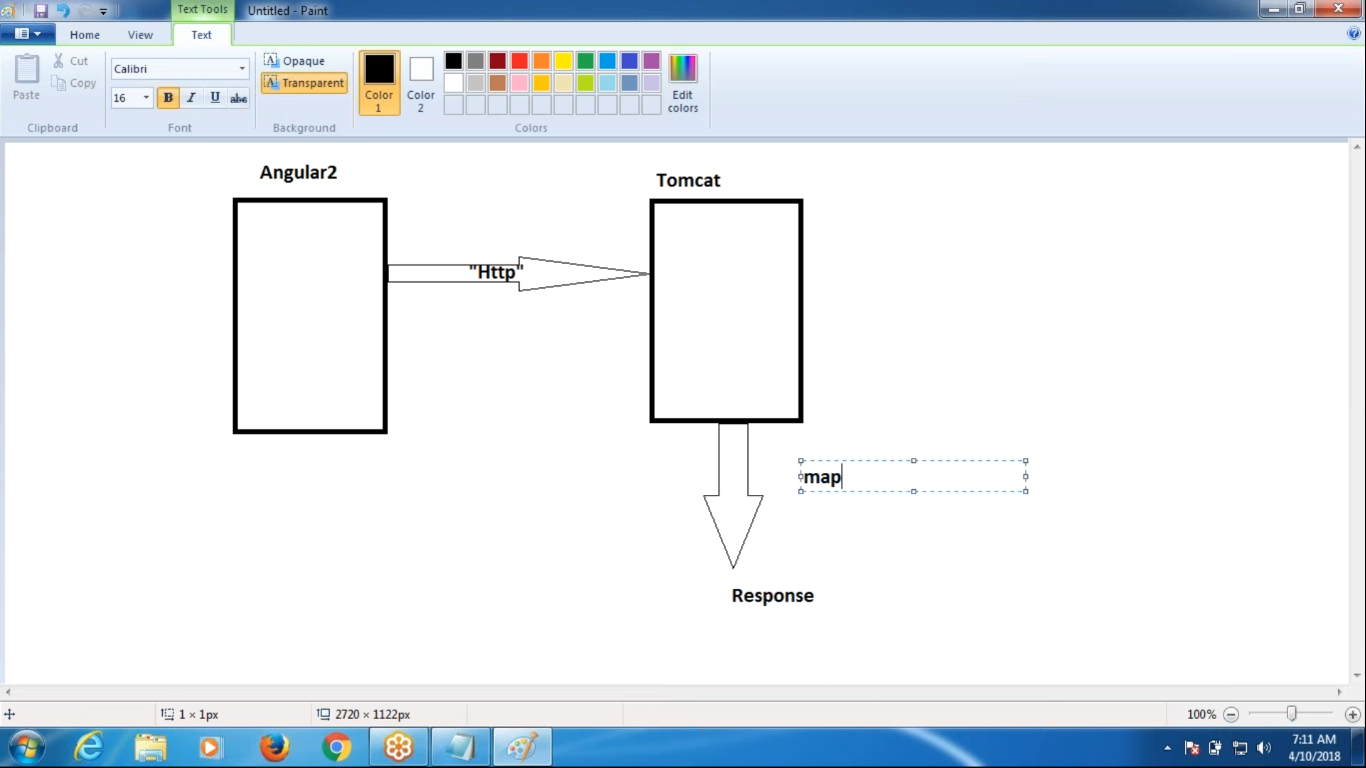 Text Tools
Untitled - Paint
Home
View
Text
Paste
Cut
Copy
Clipboard
Calibri
16
B I U abc
Font
Opaque
Transparent
Background
Color 1
Color 2
Edit colors
Colors
Angular2
Tomcat
"Http"
map
Response
1 × 1px
2720 × 1122px
100%
7:11 AM
4/10/2018